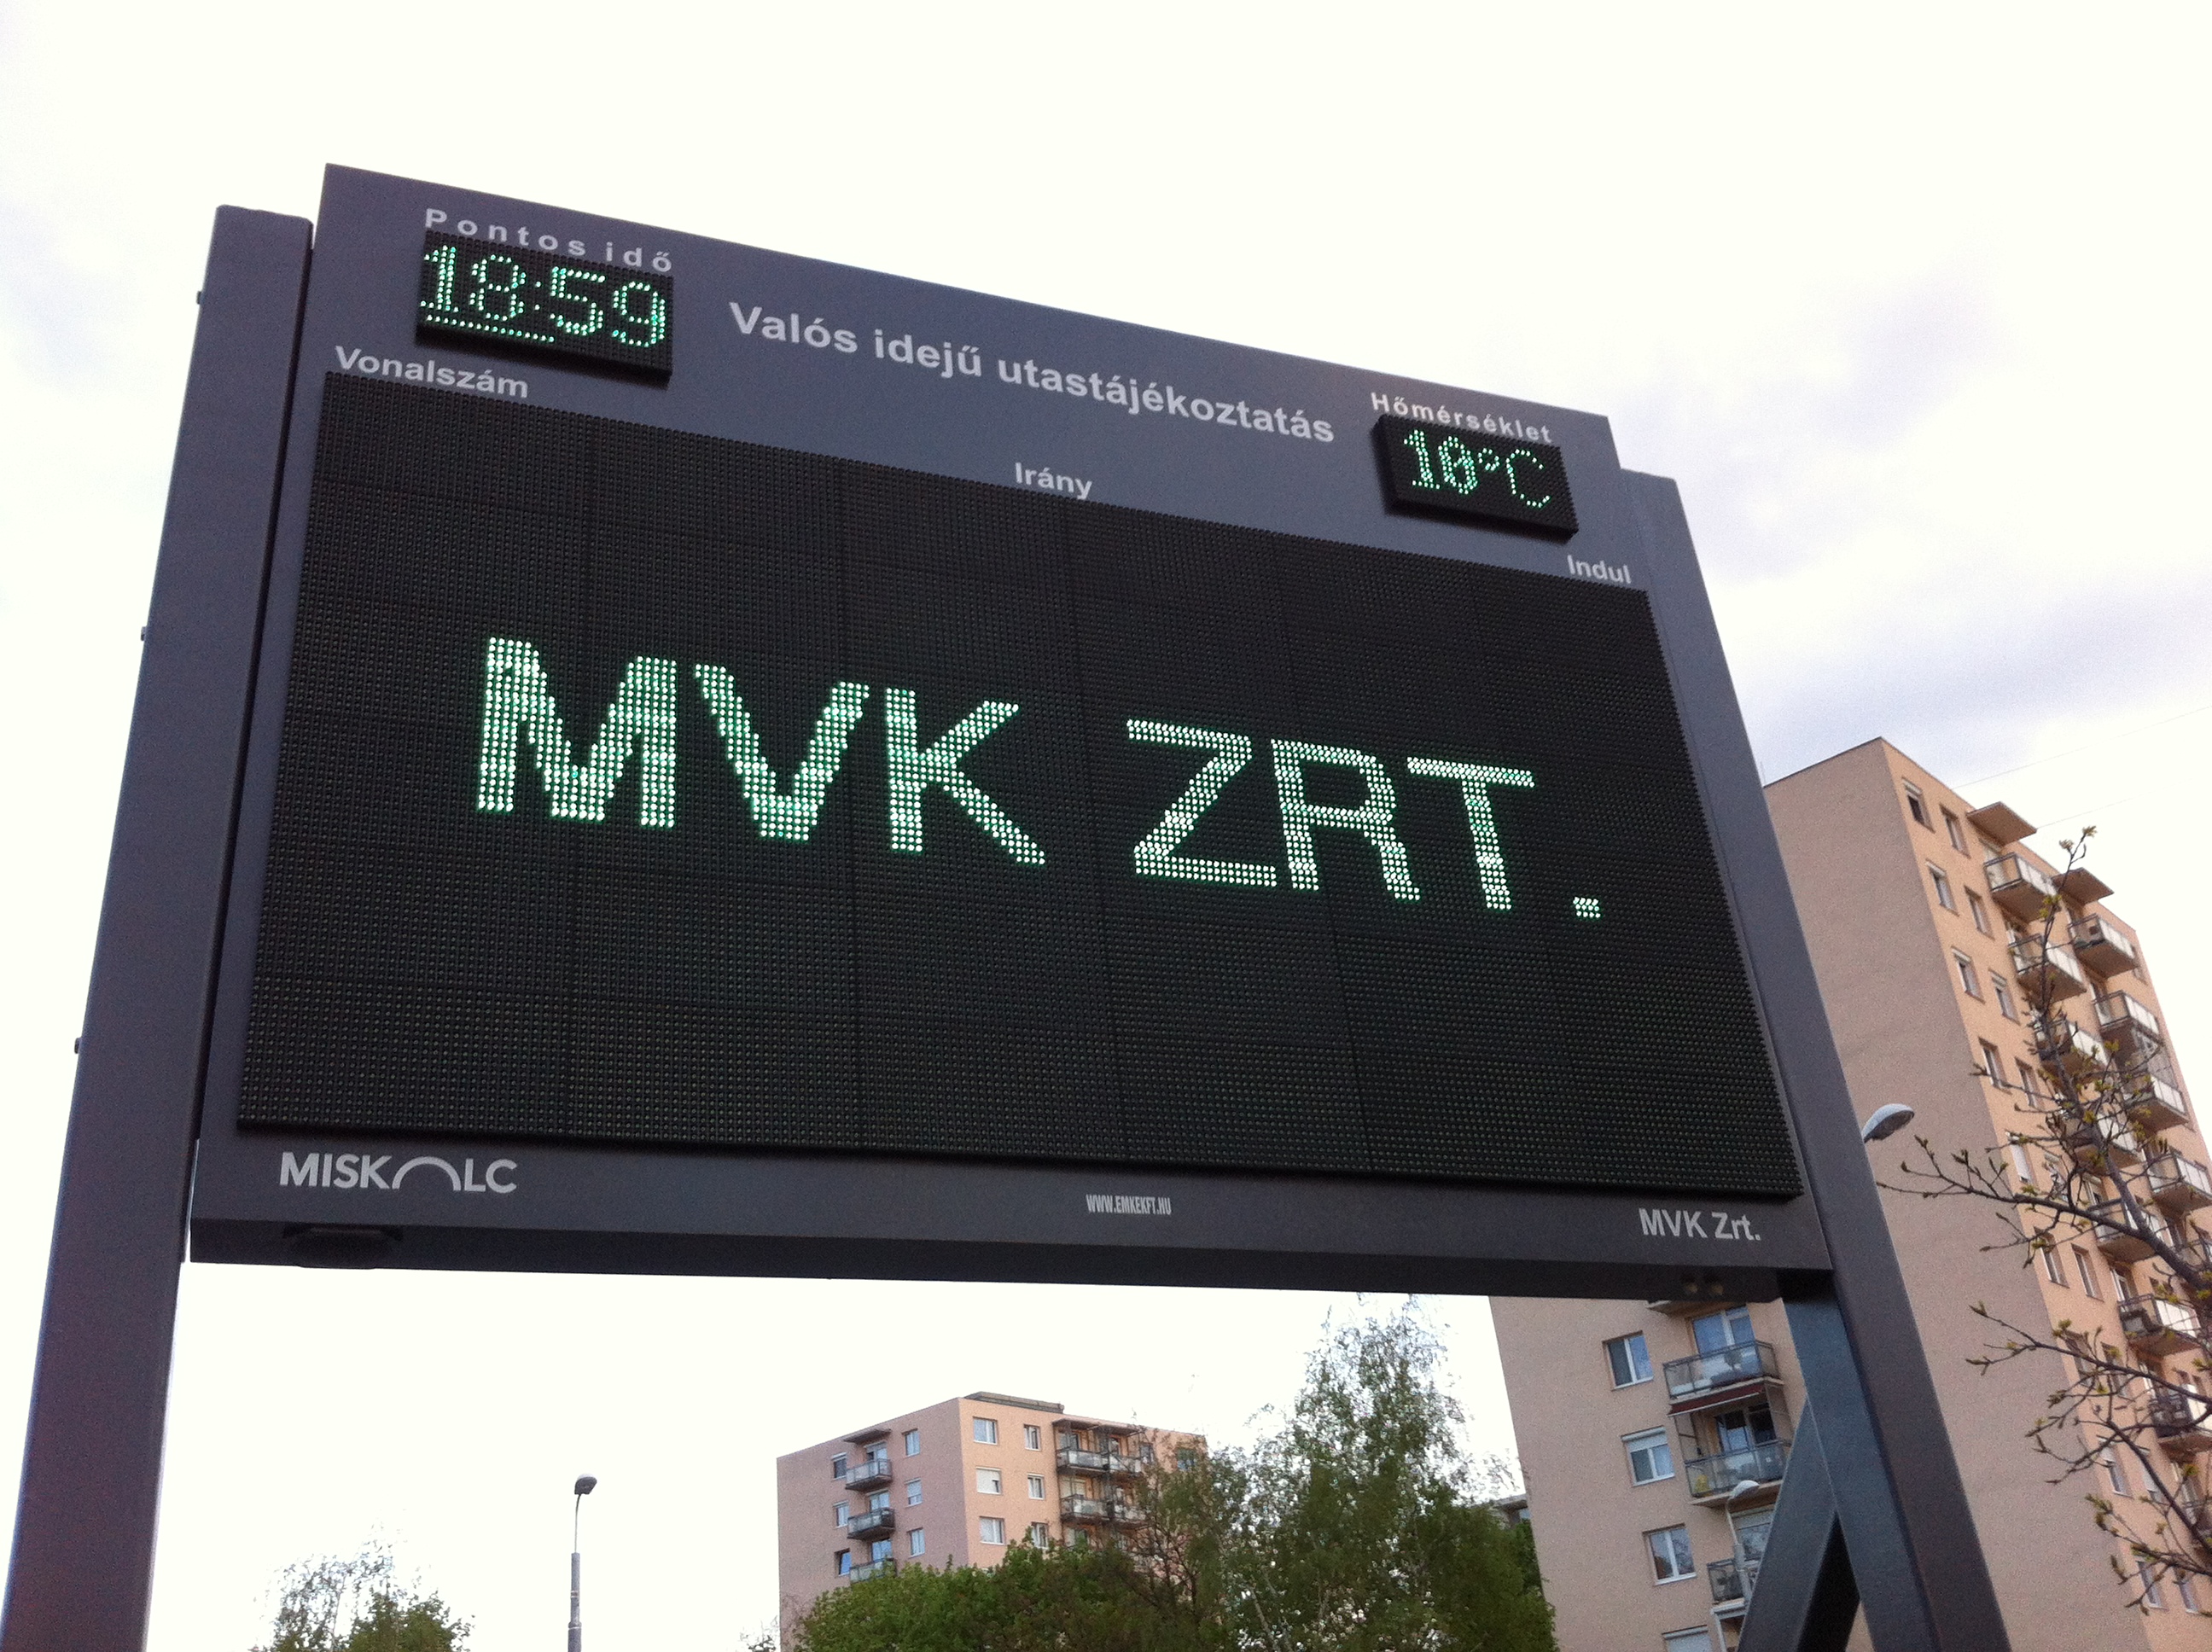 Pontos idő
18:59
Valós idejű utastájékoztatás
Hőmérséklet
10°C
Vonalszám
Irány
Indul
MVK ZRT.
MISKOLC
WWW.EMKEKFT.HU
MVK Zrt.